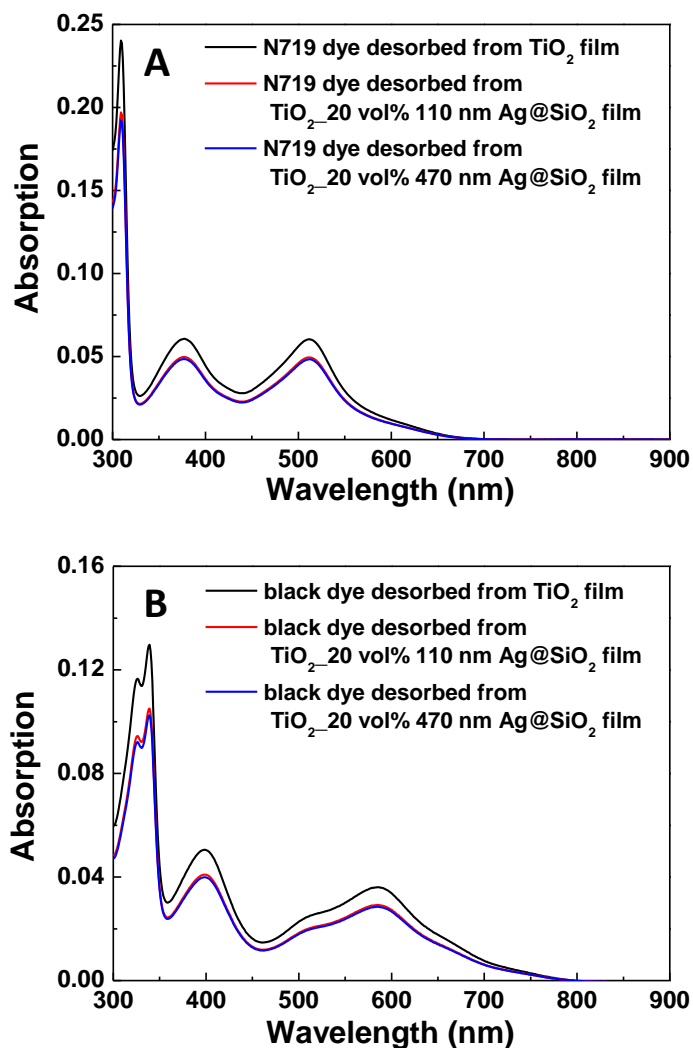 A
N719 dye desorbed from TiO₂ film
N719 dye desorbed from
TiO₂_20 vol% 110 nm Ag@SiO₂ film
N719 dye desorbed from
TiO₂_20 vol% 470 nm Ag@SiO₂ film
0.25
0.20
0.15
0.10
0.05
0.00
Absorption
300 400 500 600 700 800 900
Wavelength (nm)
B
black dye desorbed from TiO₂ film
black dye desorbed from
TiO₂_20 vol% 110 nm Ag@SiO₂ film
black dye desorbed from
TiO₂_20 vol% 470 nm Ag@SiO₂ film
0.16
0.12
0.08
0.04
0.00
Absorption
300 400 500 600 700 800 900
Wavelength (nm)